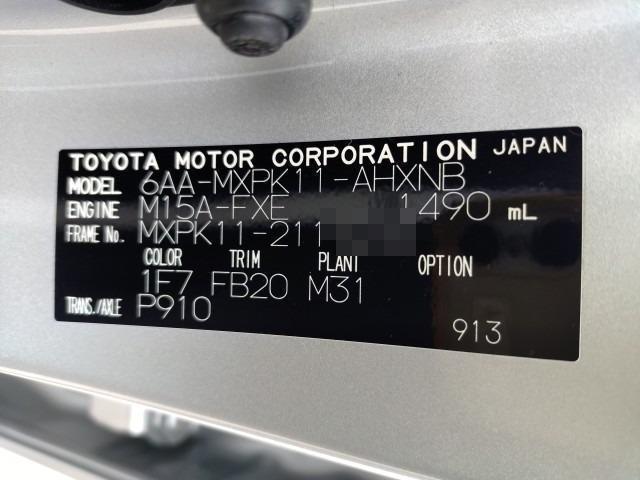 TOYOTA MOTOR CORPORATION JAPAN
MODEL 6AA-MXPK11-AHXNB
ENGINE M15A-FXE 1490 mL
FRAME No. MXPK11-211
COLOR TRIM PLANT OPTION
1F7 FB20 M31
TRANS./AXLE P910
913